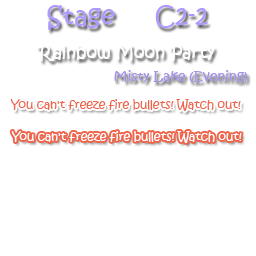 Stage C2-2
Rainbow Moon Party
Misty Lake (Evening)
You can't freeze fire bullets! Watch out!
You can't freeze fire bullets! Watch out!